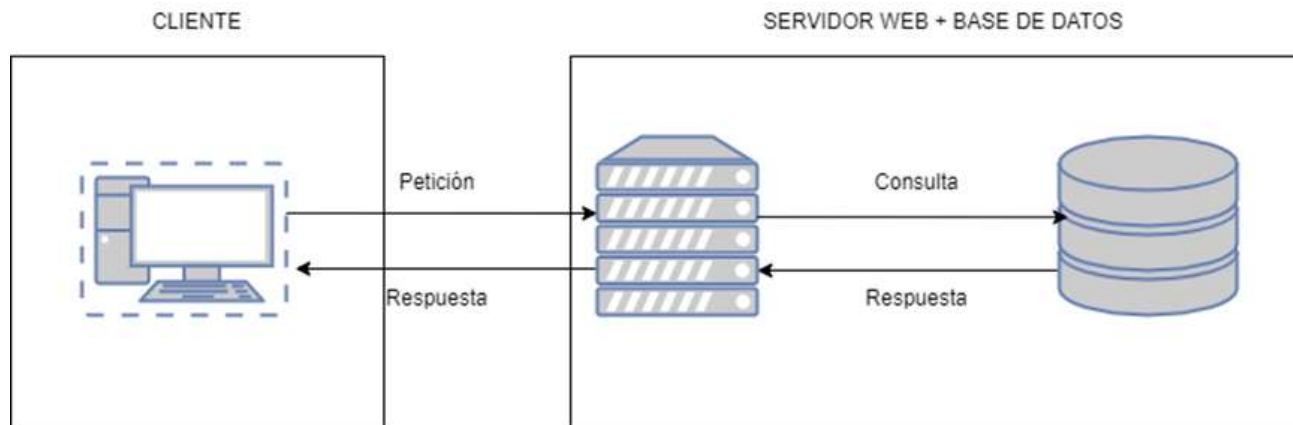 CLIENTE
SERVIDOR WEB + BASE DE DATOS
Petición
Consulta
Respuesta
Respuesta